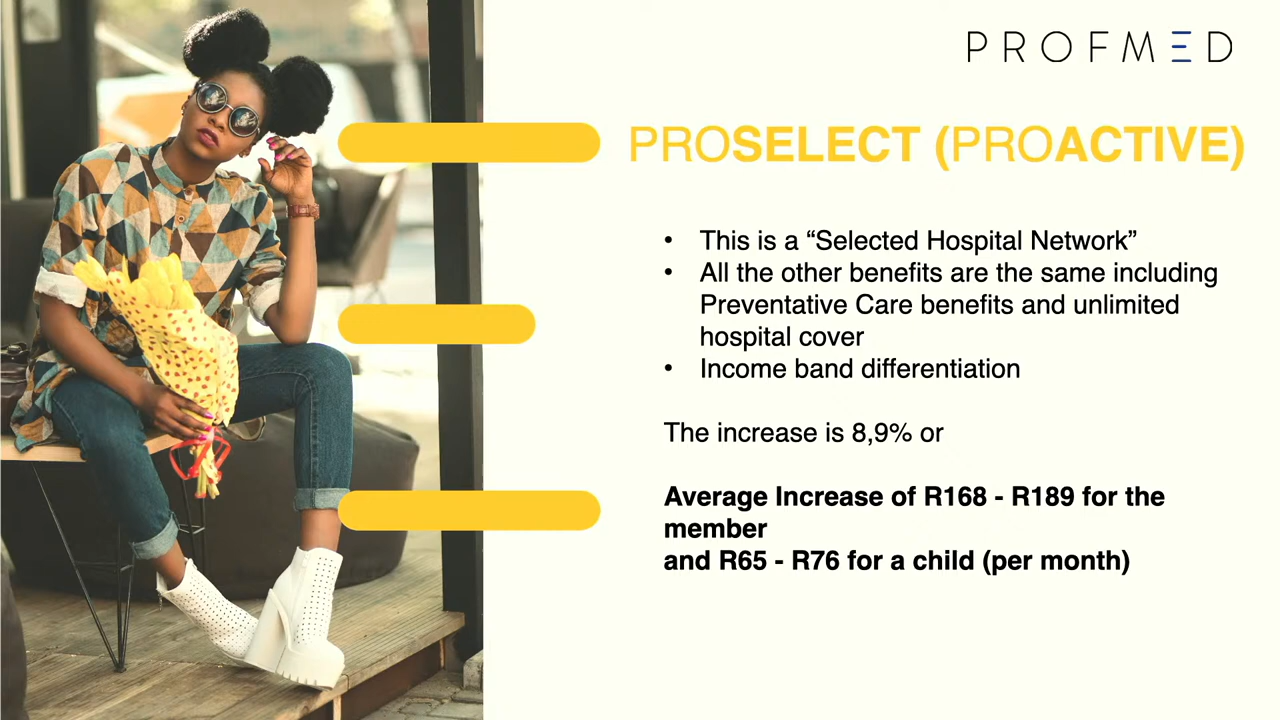 PROFMED
PROSELECT (PROACTIVE)
• This is a “Selected Hospital Network”
• All the other benefits are the same including
Preventative Care benefits and unlimited
hospital cover
• Income band differentiation
The increase is 8,9% or
Average Increase of R168 - R189 for the
member
and R65 - R76 for a child (per month)